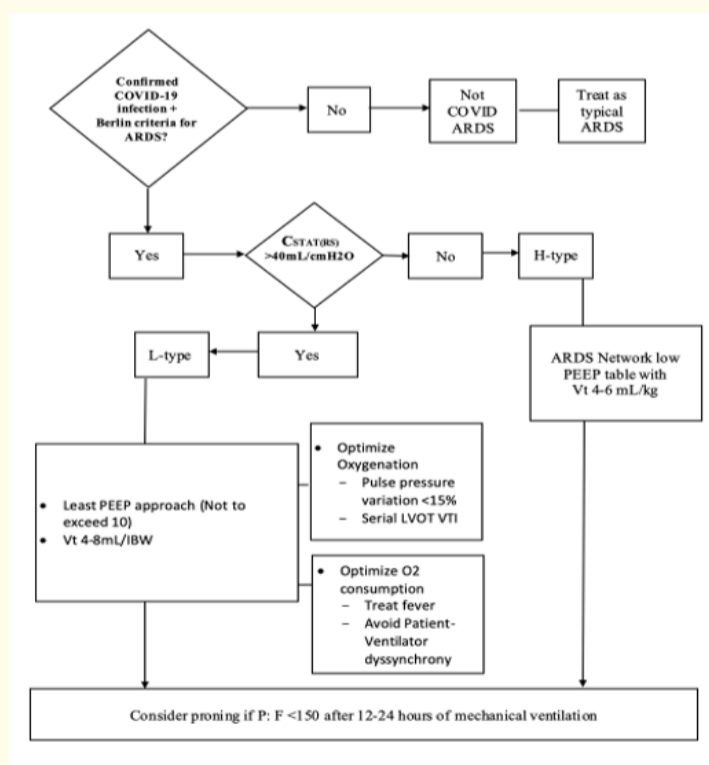 Confirmed
COVID-19
infection +
Berlin criteria for
ARDS?
No
Not
COVID
ARDS
Treat as
typical
ARDS
Yes
CSTAT(RS)
>40mL/cmH2O
No
H-type
L-type
Yes
ARDS Network low
PEEP table with
Vt 4-6 mL/kg
• Least PEEP approach (Not to
exceed 10)
• Vt 4-8mL/IBW
• Optimize
Oxygenation
– Pulse pressure
variation <15%
– Serial LVOT VTI
• Optimize O2
consumption
– Treat fever
– Avoid Patient-
Ventilator
dyssynchrony
Consider proning if P: F <150 after 12-24 hours of mechanical ventilation